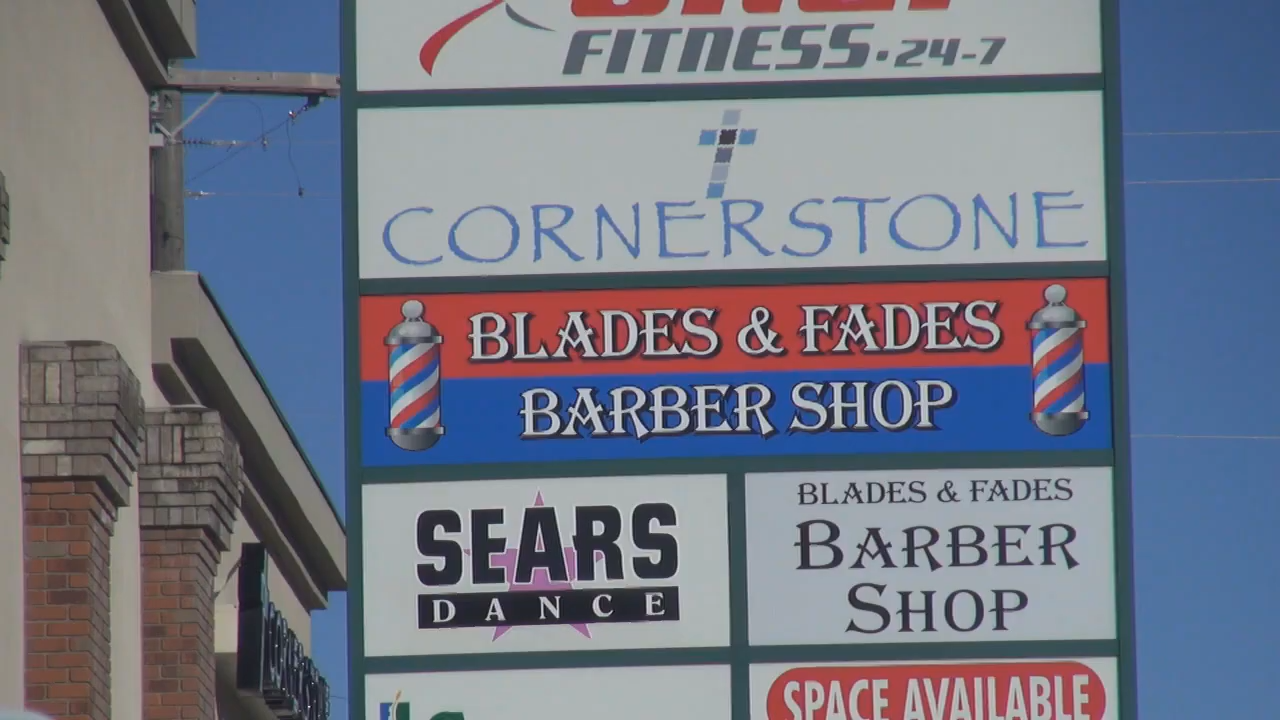 FITNESS·24-7
CORNERSTONE
BLADES & FADES
BARBER SHOP
SEARS
DANCE
BLADES & FADES
BARBER
SHOP
SPACE AVAILABLE